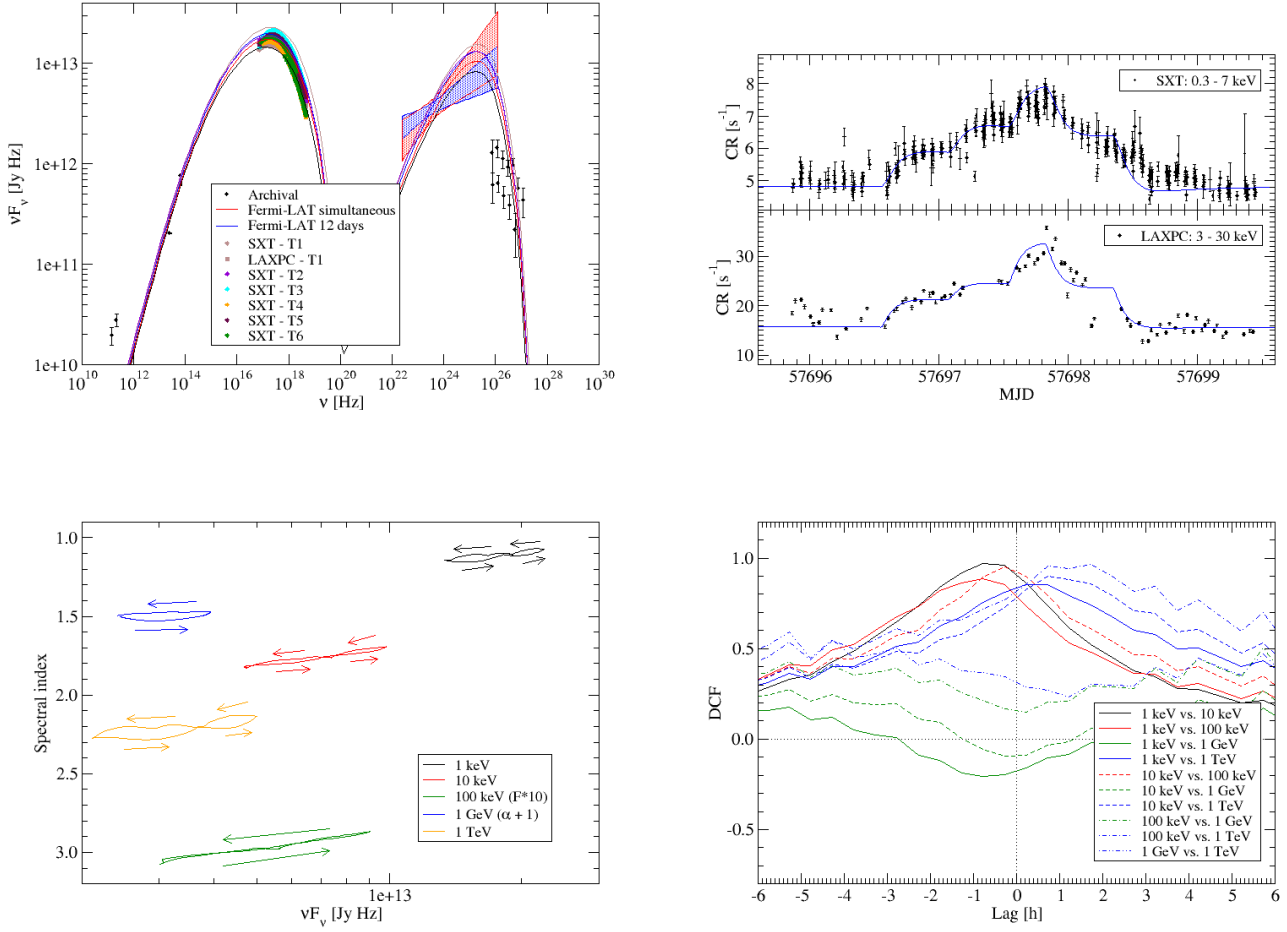 1e+13
1e+12
1e+11
1e+10
νFν [Jy Hz]
Archival
Fermi-LAT simultaneous
Fermi-LAT 12 days
SXT - T1
LAXPC - T1
SXT - T2
SXT - T3
SXT - T4
SXT - T5
SXT - T6
10^10 10^12 10^14 10^16 10^18 10^20 10^22 10^24 10^26 10^28 10^30
ν [Hz]
8
7
6
5
CR [s^-1]
SXT: 0.3 - 7 keV
30
20
10
CR [s^-1]
LAXPC: 3 - 30 keV
57696 57697 57698 57699
MJD
1.0
1.5
2.0
2.5
3.0
Spectral index
1 keV
10 keV
100 keV (F*10)
1 GeV (α + 1)
1 TeV
1e+13
νFν [Jy Hz]
1.0
0.5
0.0
-0.5
DCF
1 keV vs. 10 keV
1 keV vs. 100 keV
1 keV vs. 1 GeV
1 keV vs. 1 TeV
10 keV vs. 100 keV
10 keV vs. 1 GeV
10 keV vs. 1 TeV
100 keV vs. 1 GeV
100 keV vs. 1 TeV
1 GeV vs. 1 TeV
-6 -5 -4 -3 -2 -1 0 1 2 3 4 5 6
Lag [h]